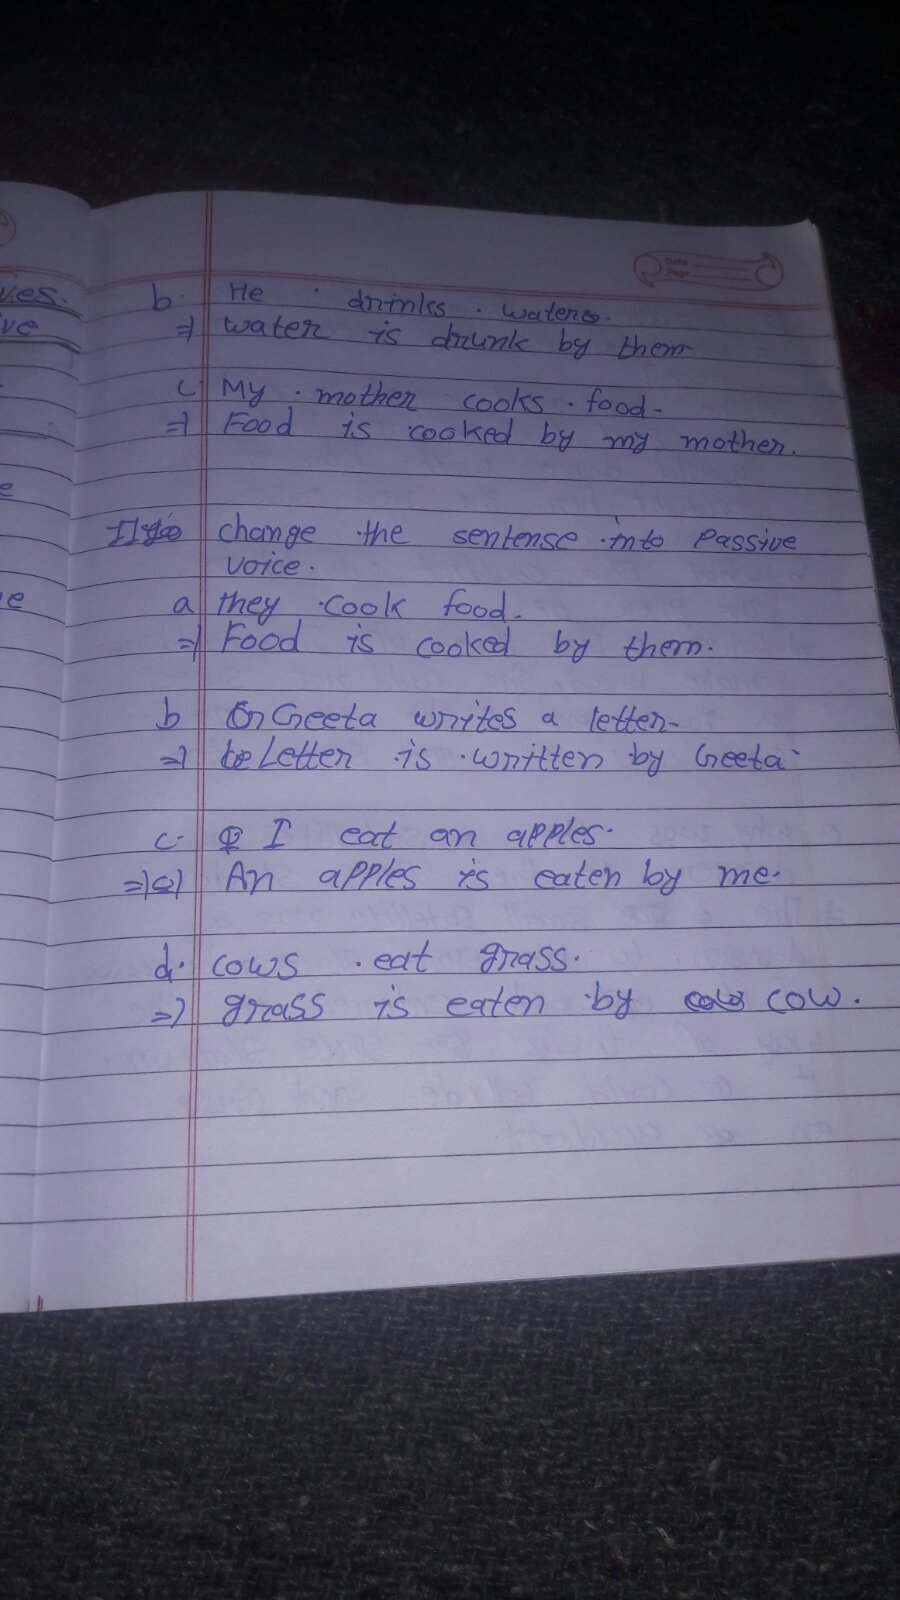 vies.
ve
e
e
Date
Page
b. He drinks water.
⇒ water is drunk by them
c My mother cooks food-
⇒ Food is cooked by my mother.
II change the sentense into Passive
voice.
a they cook food.
⇒ Food is cooked by them.
b Geeta writes a letter-
⇒ Letter is written by Geeta
c. I eat an apples.
⇒ An apples is eaten by me.
d. cows eat grass.
⇒ grass is eaten by cow.